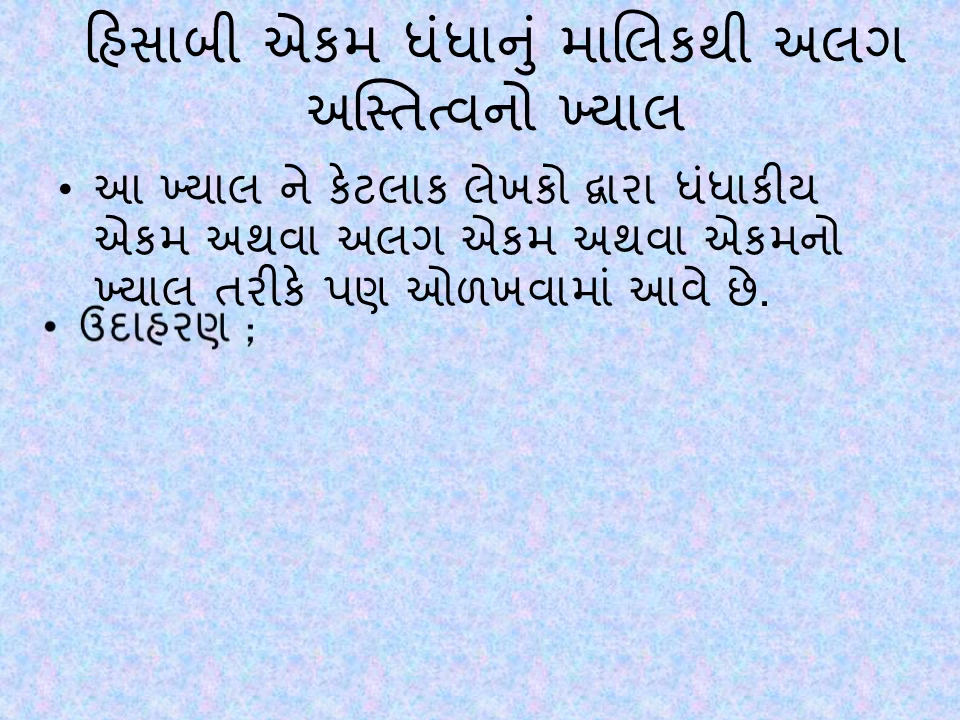 હિસાબી એકમ ધંધાનું માલિકથી અલગ
અસ્તિત્વનો ખ્યાલ
• આ ખ્યાલ ને કેટલાક લેખકો દ્વારા ધંધાકીય
એકમ અથવા અલગ એકમ અથવા એકમનો
ખ્યાલ તરીકે પણ ઓળખવામાં આવે છે.
• ઉદાહરણ ;